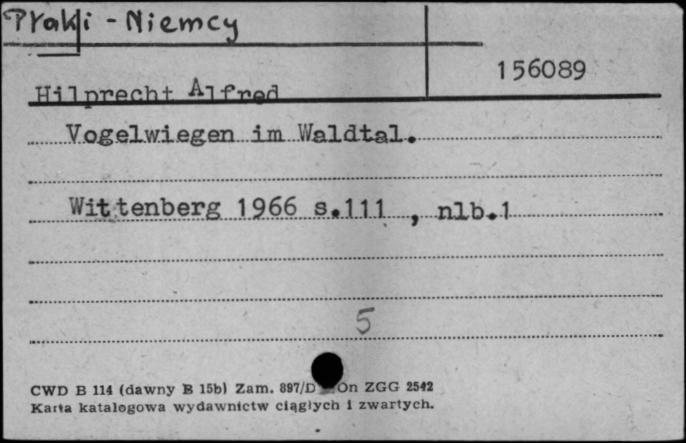 Ptaki - Niemcy
156089
Hilprecht Alfred
Vogelwiegen im Waldtal.
Wittenberg 1966 s.111 , nlb.1
5
CWD B 114 (dawny B 15b) Zam. 897/D On ZGG 2542
Karta katalogowa wydawnictw ciągłych i zwartych.